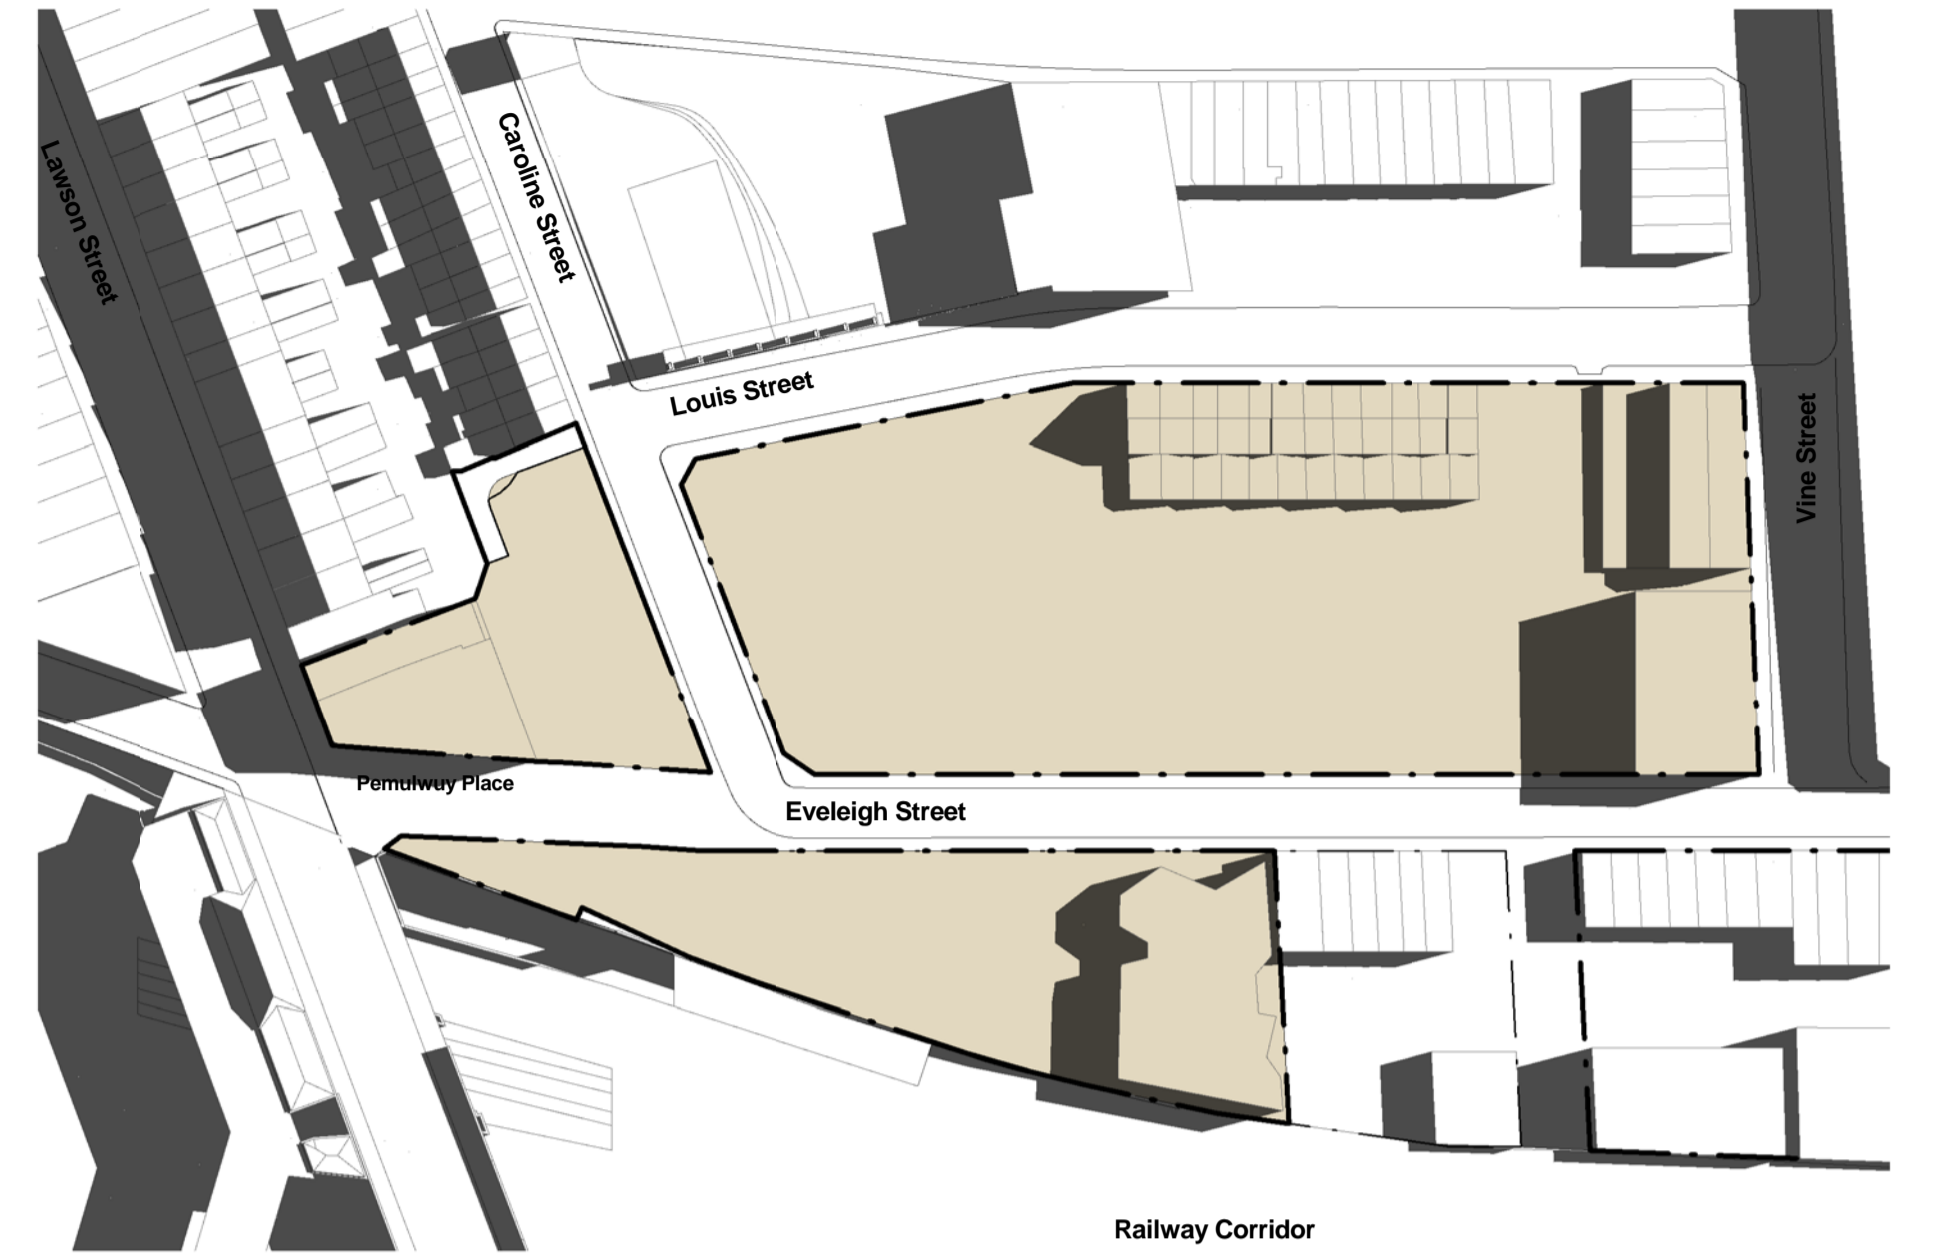 Lawson Street
Caroline Street
Louis Street
Vine Street
Pemulwuy Place
Eveleigh Street
Railway Corridor